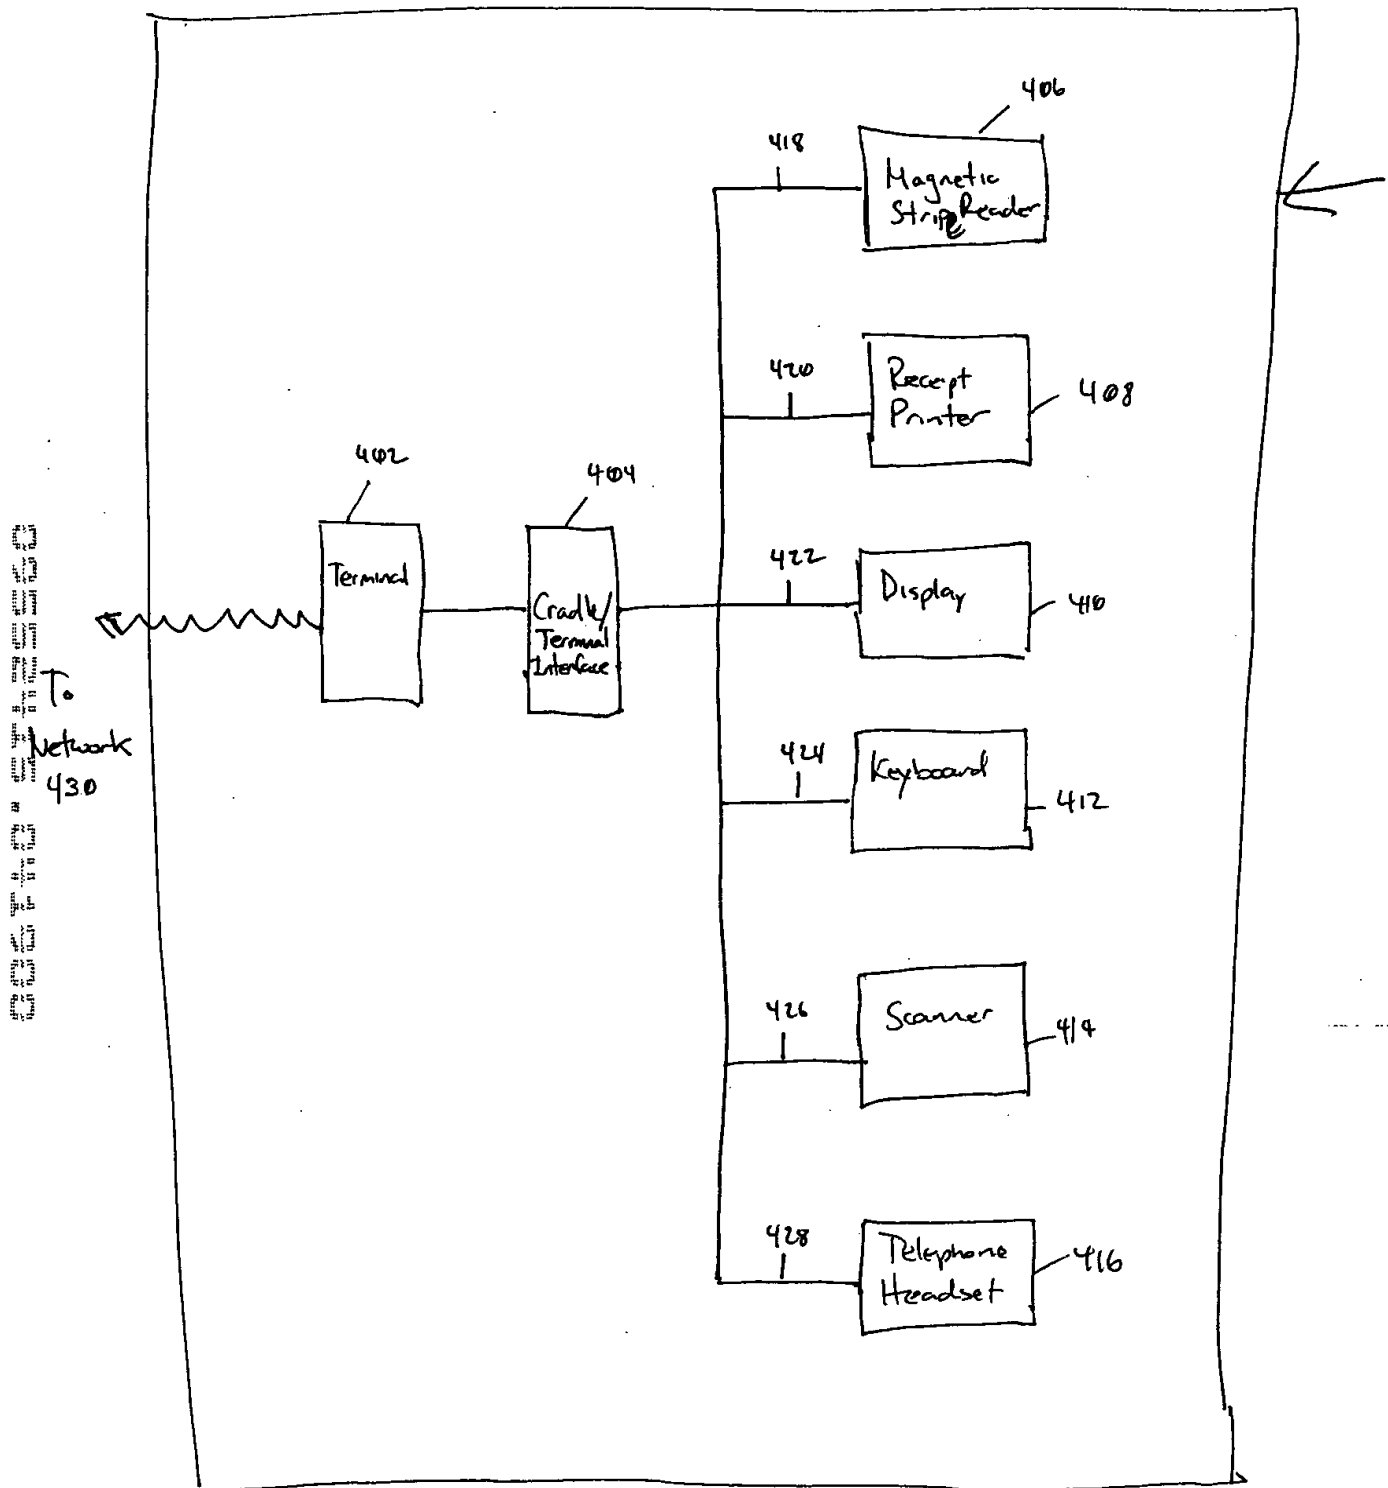 406
418
Magnetic
Stripe Reader
420
Receipt
Printer
408
402
404
422
Terminal
Display
410
Cradle/
Terminal
Interface
To
Network
430
424
Keyboard
412
426
Scanner
414
428
Telephone
Headset
416